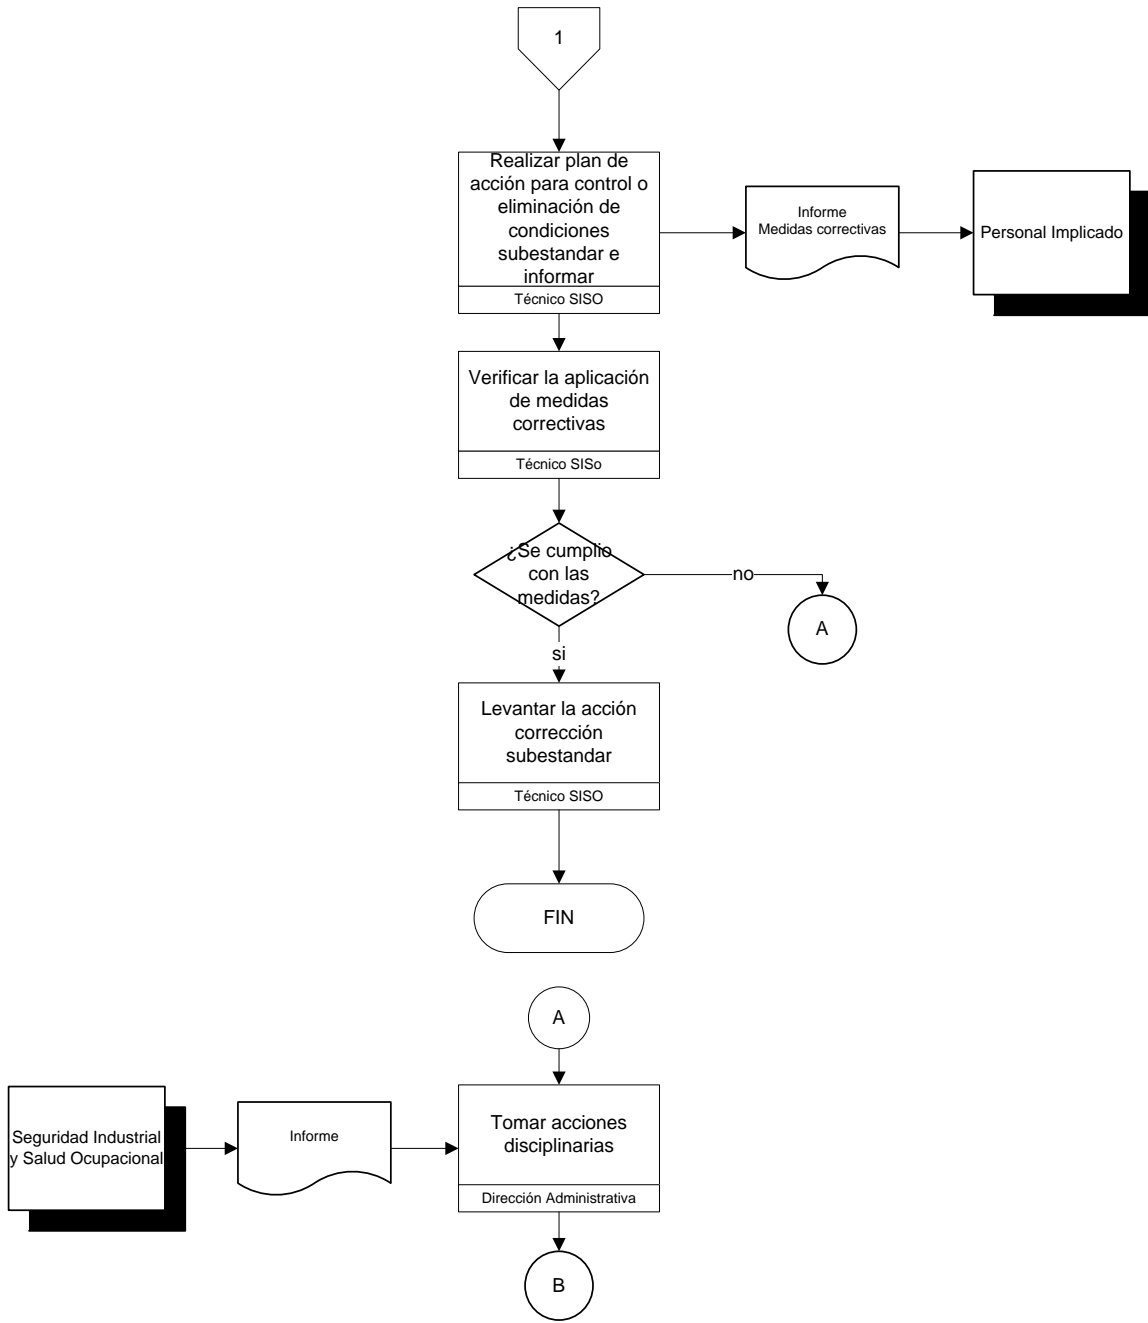 1
Realizar plan de
acción para control o
eliminación de
condiciones
subestandar e
informar
Técnico SISO
Informe
Medidas correctivas
Personal Implicado
Verificar la aplicación
de medidas
correctivas
Técnico SISo
¿Se cumplio
con las
medidas?
no
A
si
Levantar la acción
corrección
subestandar
Técnico SISO
FIN
A
Seguridad Industrial
y Salud Ocupacional
Informe
Tomar acciones
disciplinarias
Dirección Administrativa
B